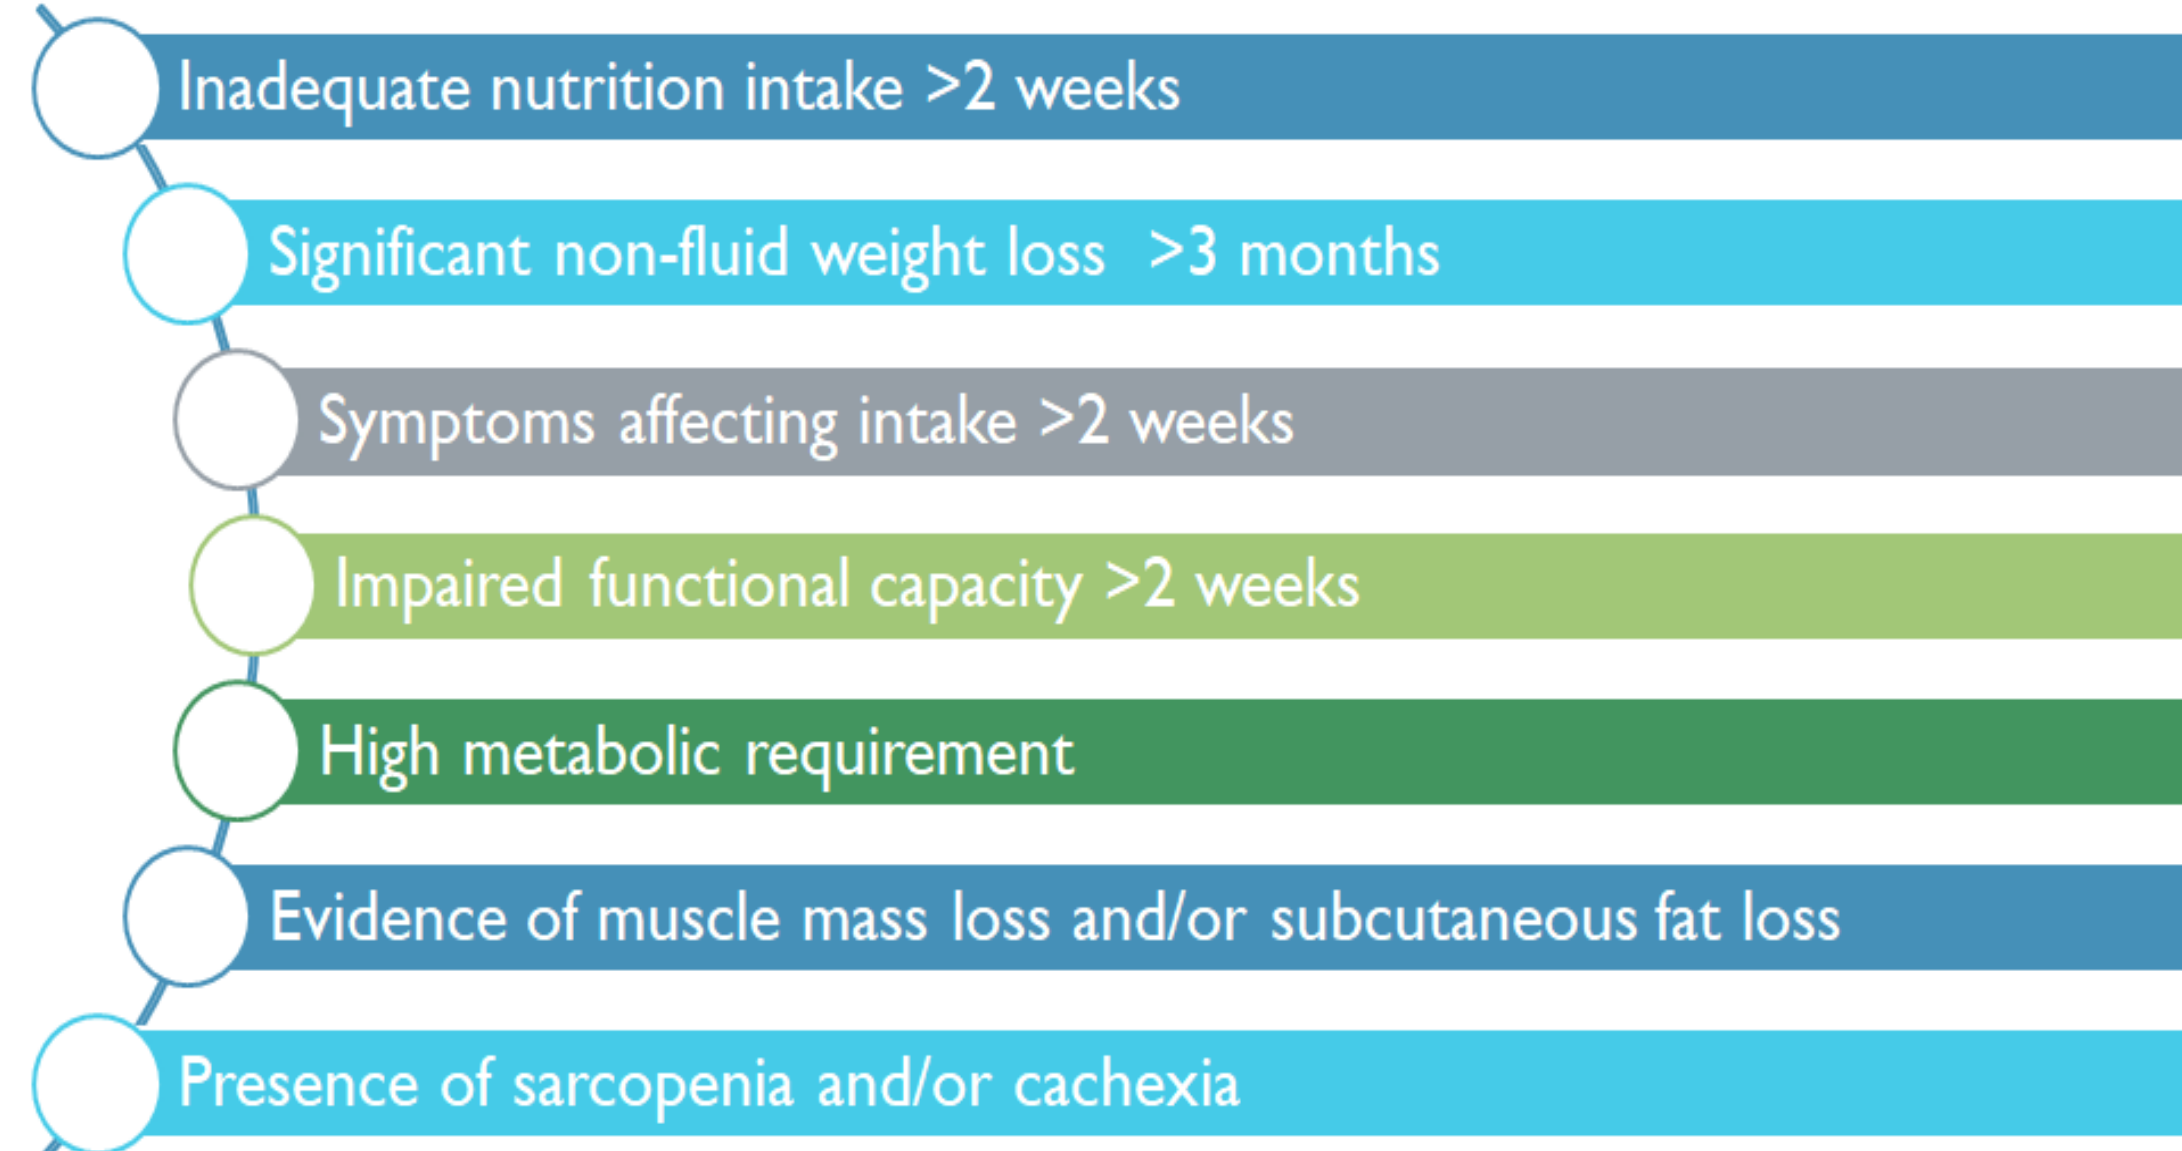 Inadequate nutrition intake >2 weeks
Significant non-fluid weight loss >3 months
Symptoms affecting intake >2 weeks
Impaired functional capacity >2 weeks
High metabolic requirement
Evidence of muscle mass loss and/or subcutaneous fat loss
Presence of sarcopenia and/or cachexia